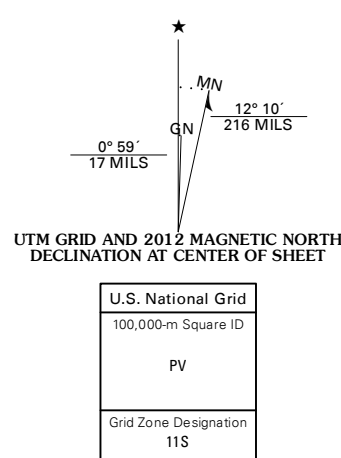 ★
MN
12° 10´
216 MILS
GN
0° 59´
17 MILS
UTM GRID AND 2012 MAGNETIC NORTH
DECLINATION AT CENTER OF SHEET
U.S. National Grid
100,000-m Square ID
PV
Grid Zone Designation
11S